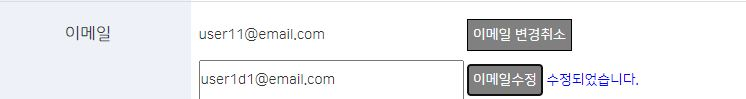 이메일 user11@email.com 이메일 변경취소
user1d1@email.com 이메일수정 수정되었습니다.